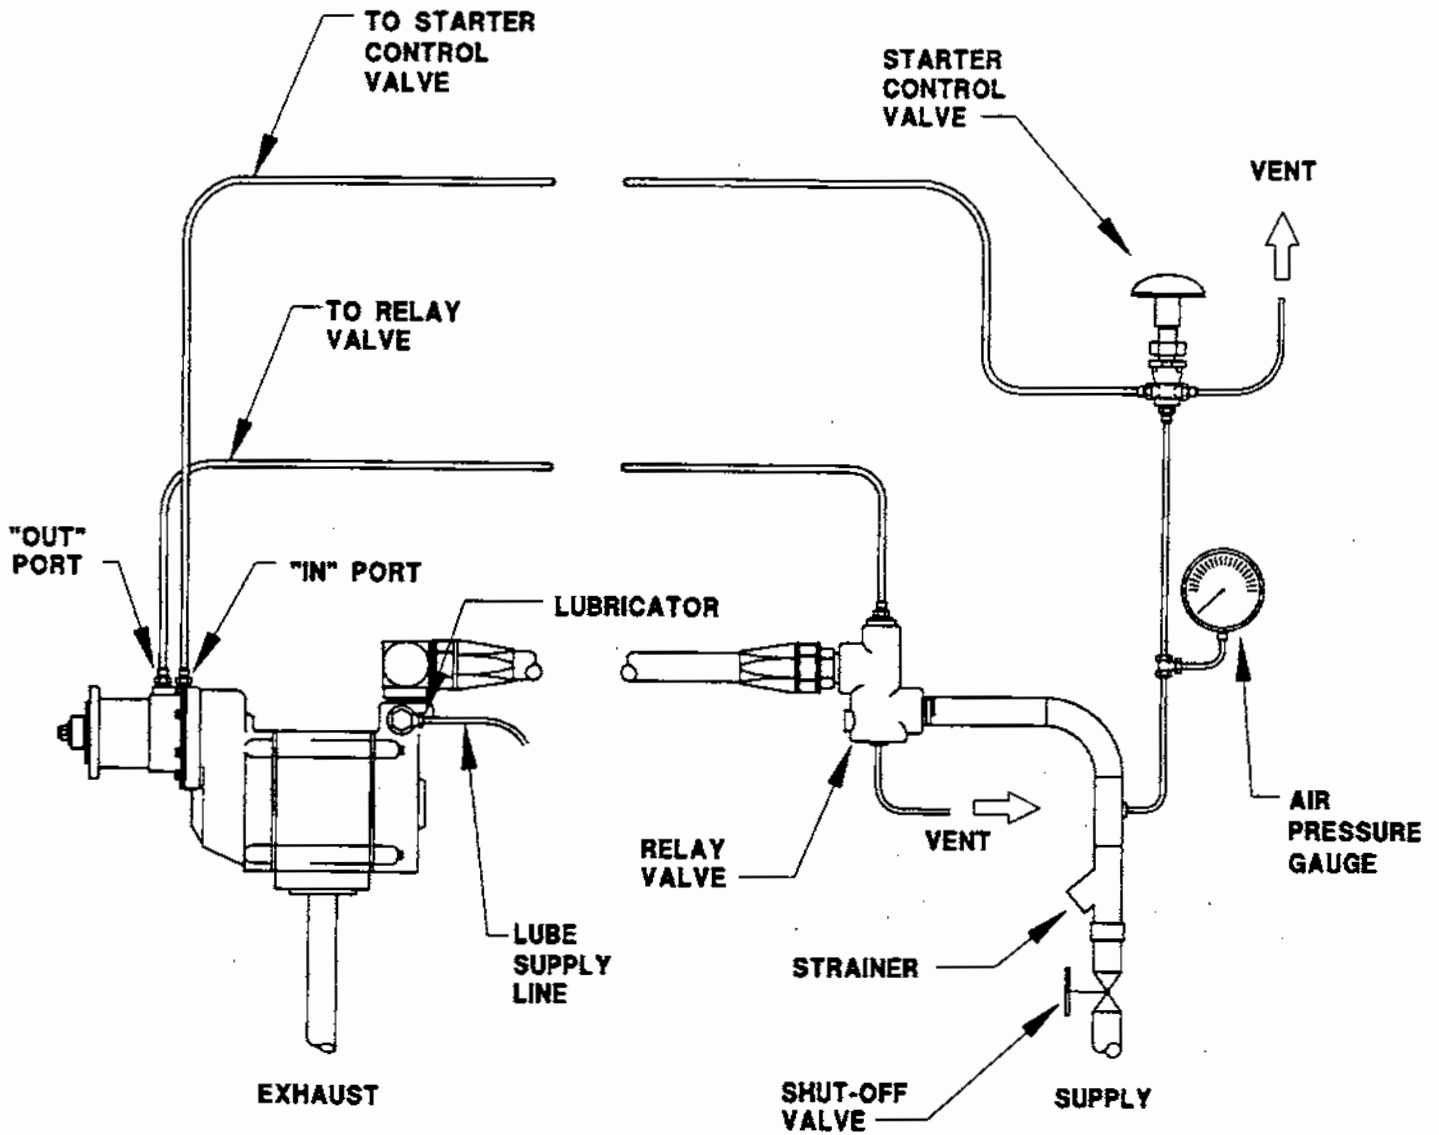 TO STARTER
CONTROL
VALVE
STARTER
CONTROL
VALVE
VENT
TO RELAY
VALVE
"OUT"
PORT
"IN" PORT
LUBRICATOR
AIR
PRESSURE
GAUGE
VENT
RELAY
VALVE
LUBE
SUPPLY
LINE
STRAINER
EXHAUST
SHUT-OFF
VALVE
SUPPLY